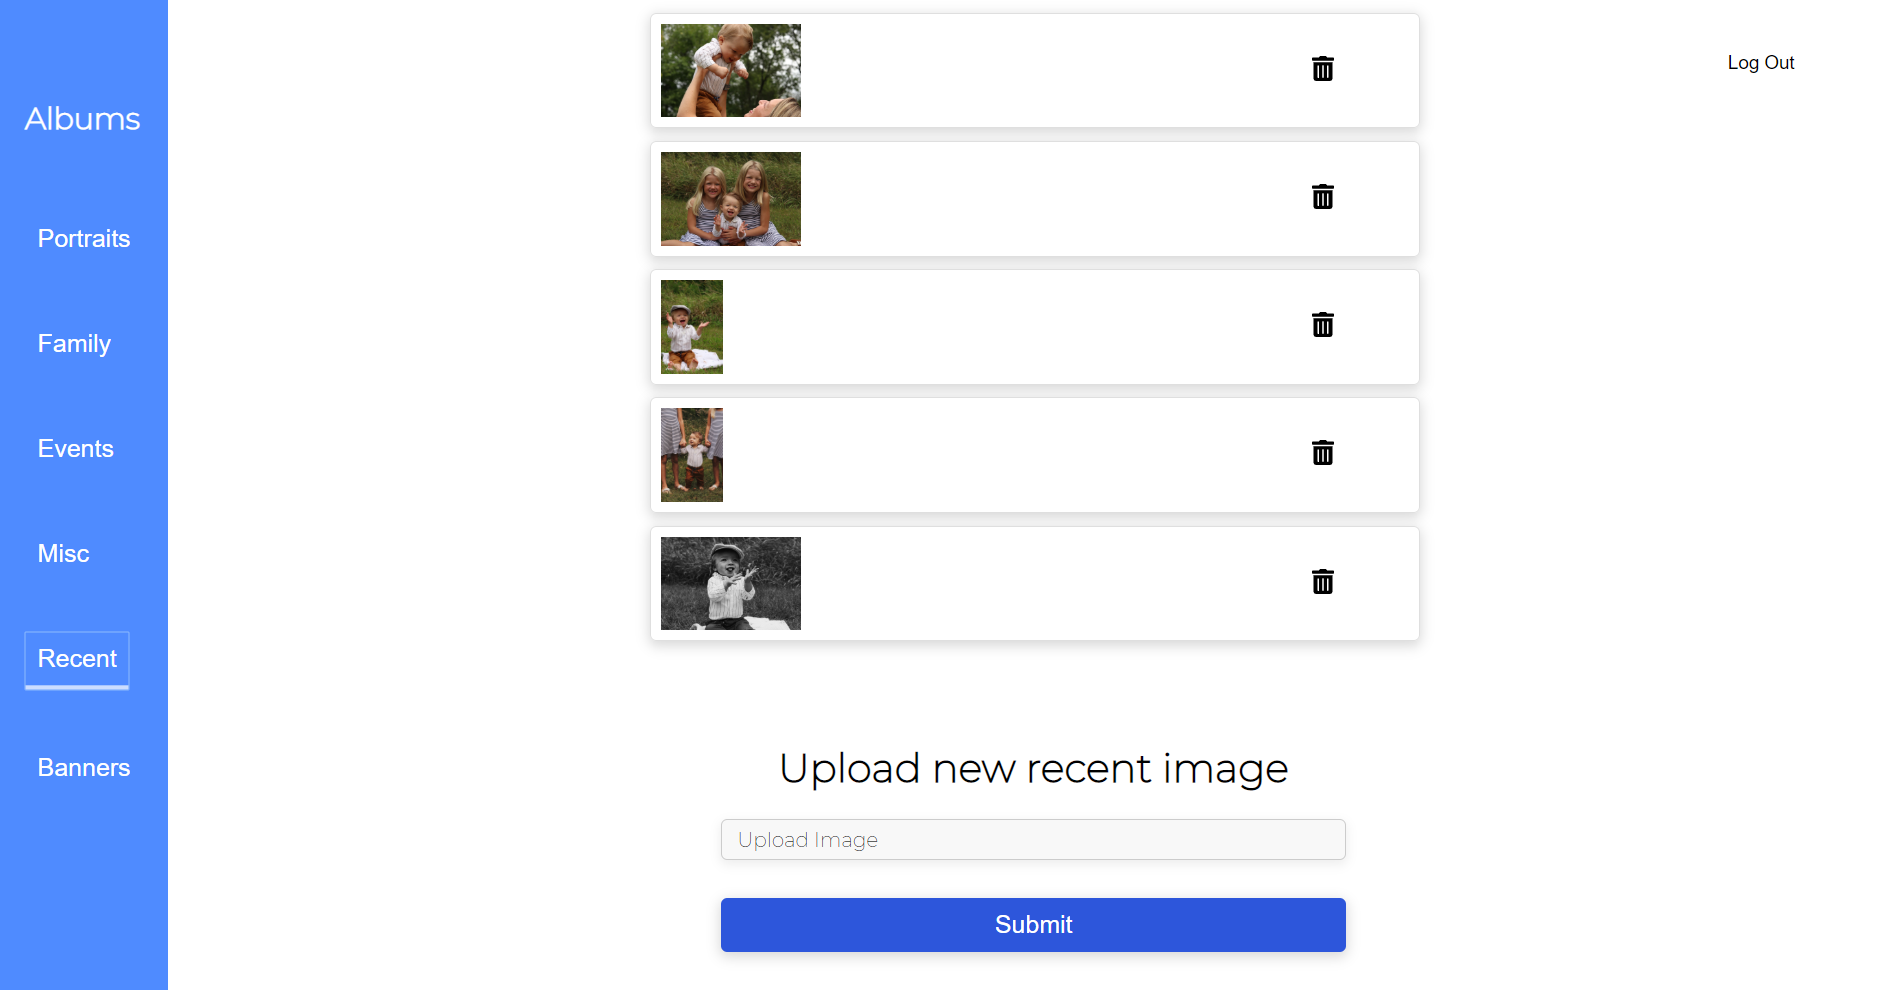 Albums
Portraits
Family
Events
Misc
Recent
Banners
Log Out
Upload new recent image
Upload Image
Submit